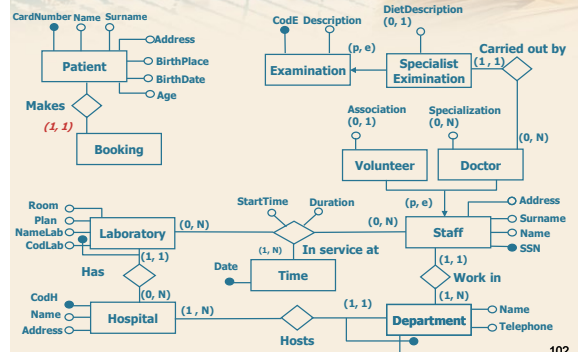 CardNumber Name Surname
Address
Patient
BirthPlace
BirthDate
Age
Makes
(1, 1)
Booking
CodE Description
(p, e)
Examination
DietDescription
(0, 1)
Specialist
Eximination
(1, 1)
Carried out by
(0, N)
Association
(0, 1)
Specialization
(0, N)
Volunteer
Doctor
(p, e)
Room
Plan
NameLab
CodLab
Laboratory
(0, N)
StartTime
Duration
(0, N)
Staff
Address
Surname
Name
SSN
(1, N)
In service at
Date
Time
(1, 1)
Has
(0, N)
(1, 1)
Work in
(1, N)
CodH
Name
Address
Hospital
(1, N)
Hosts
(1, 1)
Department
Name
Telephone
102